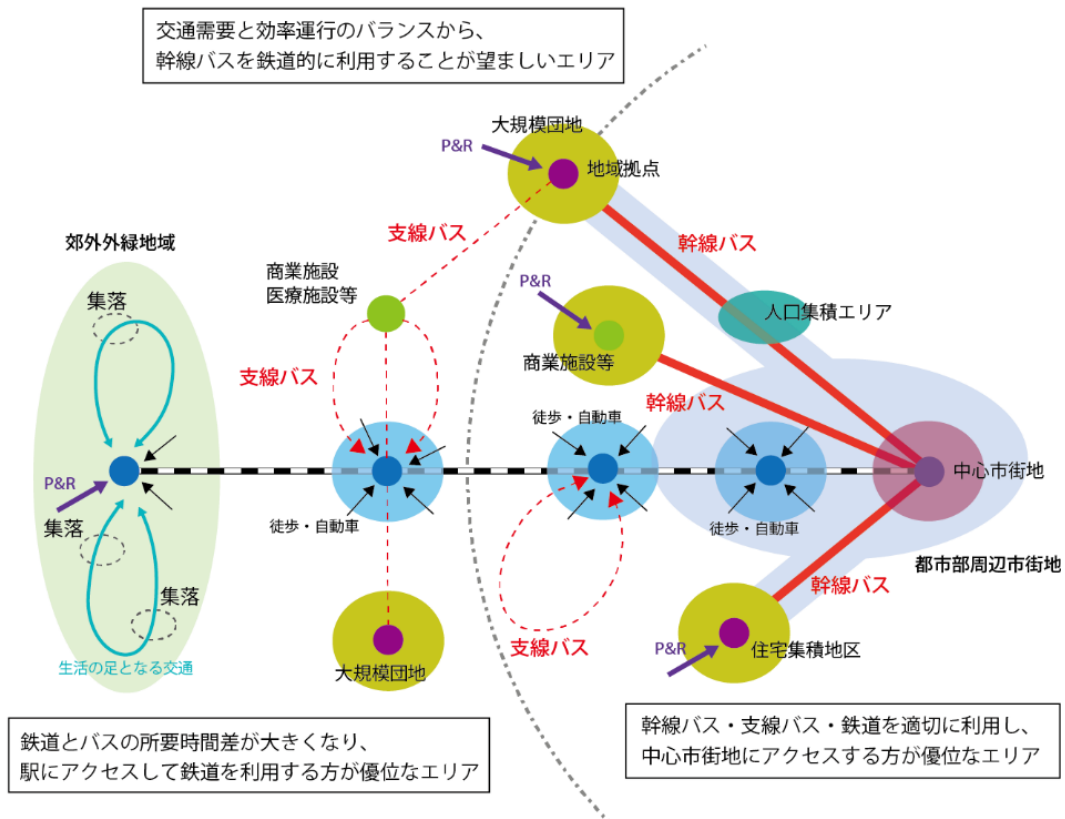 交通需要と効率運行のバランスから、
幹線バスを鉄道的に利用することが望ましいエリア
大規模団地
P&R
地域拠点
支線バス
幹線バス
郊外外緑地域
商業施設
医療施設等
P&R
集落
人口集積エリア
商業施設等
支線バス
幹線バス
徒歩・自動車
中心市街地
P&R
集落
徒歩・自動車
徒歩・自動車
都市部周辺市街地
幹線バス
集落
支線バス
P&R
住宅集積地区
生活の足となる交通
大規模団地
鉄道とバスの所要時間差が大きくなり、
駅にアクセスして鉄道を利用する方が優位なエリア
幹線バス・支線バス・鉄道を適切に利用し、
中心市街地にアクセスする方が優位なエリア